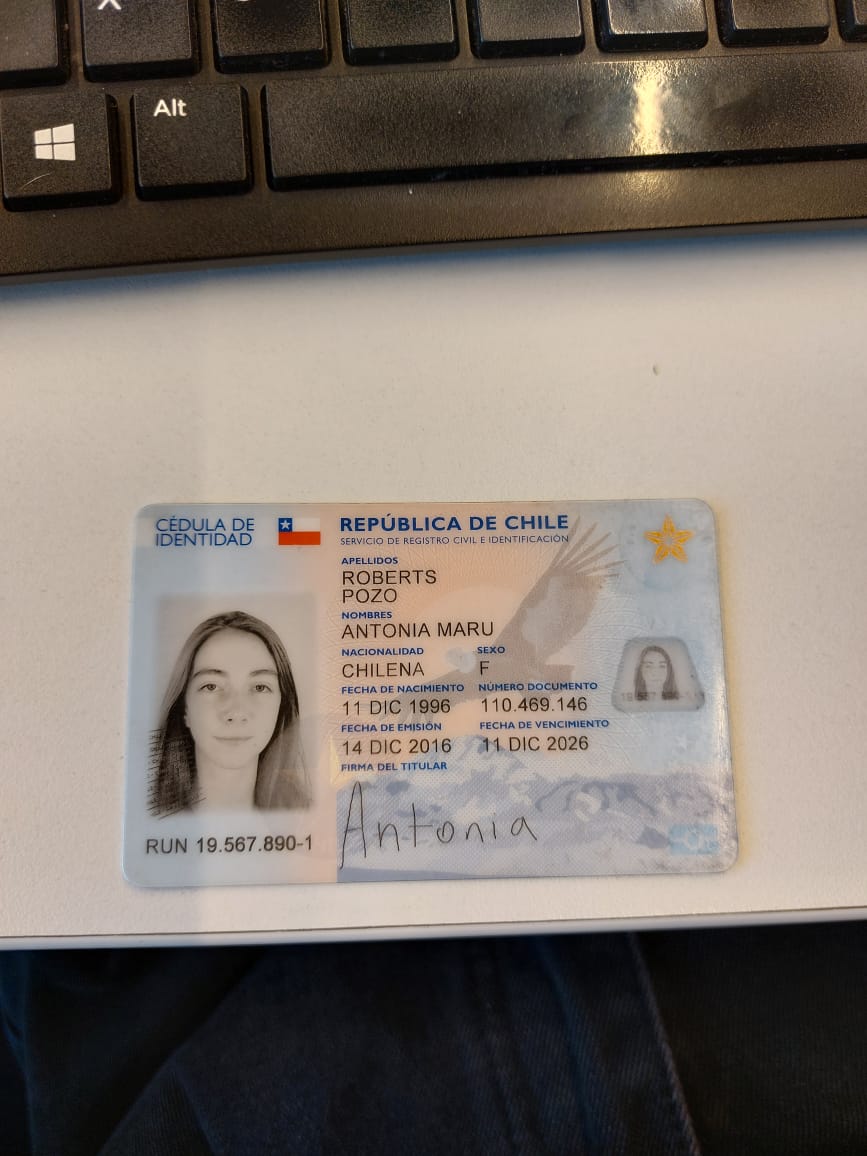 X
Alt
CÉDULA DE
IDENTIDAD
REPÚBLICA DE CHILE
SERVICIO DE REGISTRO CIVIL E IDENTIFICACIÓN
APELLIDOS
ROBERTS
POZO
NOMBRES
ANTONIA MARU
NACIONALIDAD SEXO
CHILENA F
FECHA DE NACIMIENTO NÚMERO DOCUMENTO
11 DIC 1996 110.469.146
FECHA DE EMISIÓN FECHA DE VENCIMIENTO
14 DIC 2016 11 DIC 2026
FIRMA DEL TITULAR
Antonia
RUN 19.567.890-1